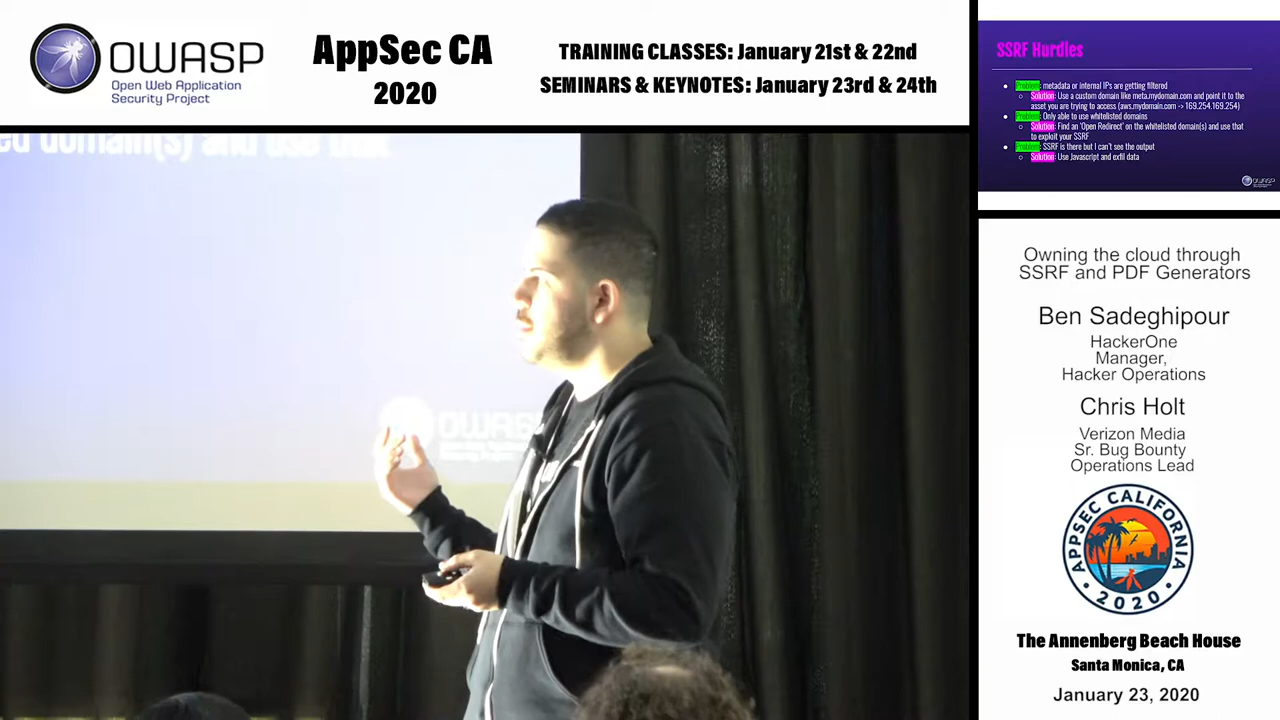 OWASP
Open Web Application
Security Project
AppSec CA
2020
TRAINING CLASSES: January 21st & 22nd
SEMINARS & KEYNOTES: January 23rd & 24th
ed domain(s) and use
OWASP
SSRF Hurdles
Problem: metadata or internal IPs are getting filtered
Solution: Use a custom domain like meta.mydomain.com and point it to the
asset you are trying to access (aws.mydomain.com -> 169.254.169.254)
Problem: Only able to use whitelisted domains
Solution: Find an 'Open Redirect' on the whitelisted domain(s) and use that
to exploit your SSRF
Problem: SSRF is there but I can't see the output
Solution: Use Javascript and exfil data
OWASP
Owning the cloud through
SSRF and PDF Generators
Ben Sadeghipour
HackerOne
Manager,
Hacker Operations
Chris Holt
Verizon Media
Sr. Bug Bounty
Operations Lead
APPSEC CALIFORNIA
• 2020 •
The Annenberg Beach House
Santa Monica, CA
January 23, 2020